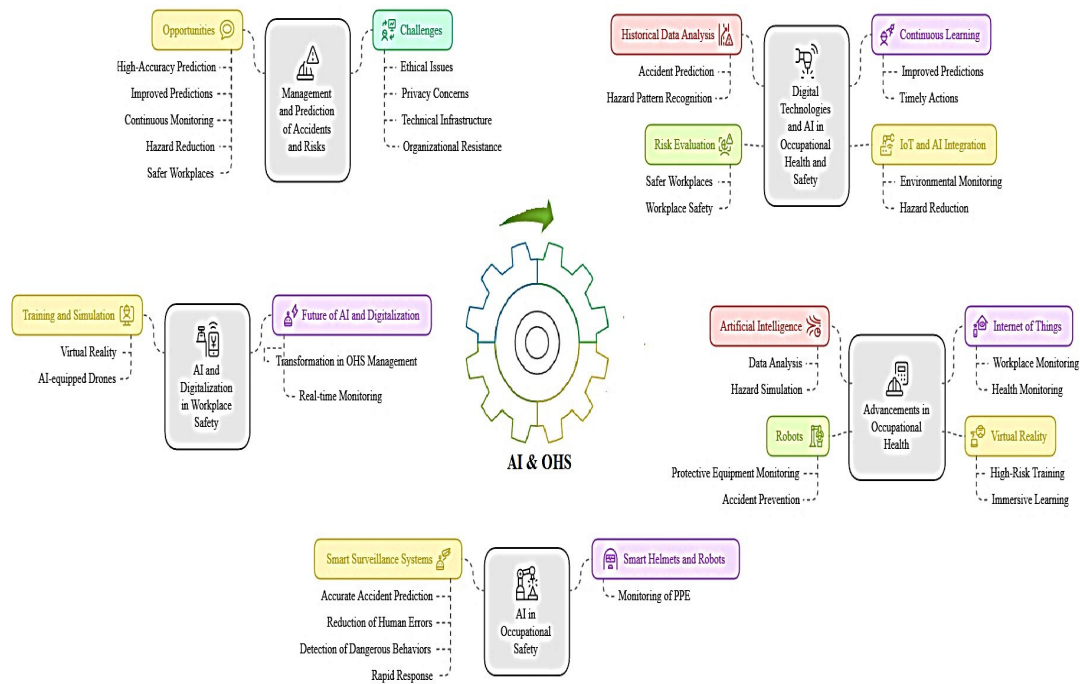 Opportunities
High-Accuracy Prediction
Improved Predictions
Continuous Monitoring
Hazard Reduction
Safer Workplaces
Management
and Prediction
of Accidents
and Risks
Challenges
Ethical Issues
Privacy Concerns
Technical Infrastructure
Organizational Resistance
Historical Data Analysis
Accident Prediction
Hazard Pattern Recognition
Risk Evaluation
Safer Workplaces
Workplace Safety
Digital
Technologies
and AI in
Occupational
Health and
Safety
Continuous Learning
Improved Predictions
Timely Actions
IoT and AI Integration
Environmental Monitoring
Hazard Reduction
Training and Simulation
Virtual Reality
AI-equipped Drones
AI and
Digitalization
in Workplace
Safety
Future of AI and Digitalization
Transformation in OHS Management
Real-time Monitoring
AI & OHS
Artificial Intelligence
Data Analysis
Hazard Simulation
Robots
Protective Equipment Monitoring
Accident Prevention
Advancements in
Occupational
Health
Internet of Things
Workplace Monitoring
Health Monitoring
Virtual Reality
High-Risk Training
Immersive Learning
Smart Surveillance Systems
Accurate Accident Prediction
Reduction of Human Errors
Detection of Dangerous Behaviors
Rapid Response
AI in
Occupational
Safety
Smart Helmets and Robots
Monitoring of PPE